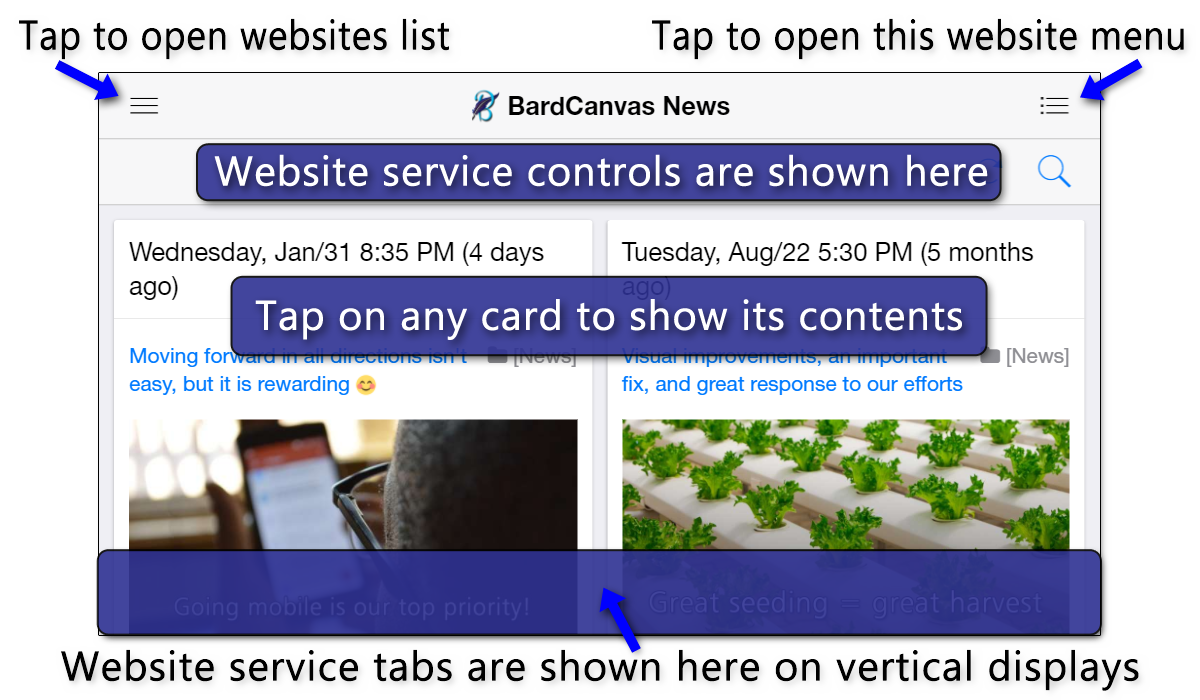 Tap to open websites list
Tap to open this website menu
BardCanvas News
Website service controls are shown here
Wednesday, Jan/31 8:35 PM (4 days
ago)
Tuesday, Aug/22 5:30 PM (5 months
ago)
Tap on any card to show its contents
Moving forward in all directions isn't
easy, but it is rewarding 😊
[News]
Visual improvements, an important
fix, and great response to our efforts
[News]
Going mobile is our top priority!
Great seeding = great harvest
Website service tabs are shown here on vertical displays